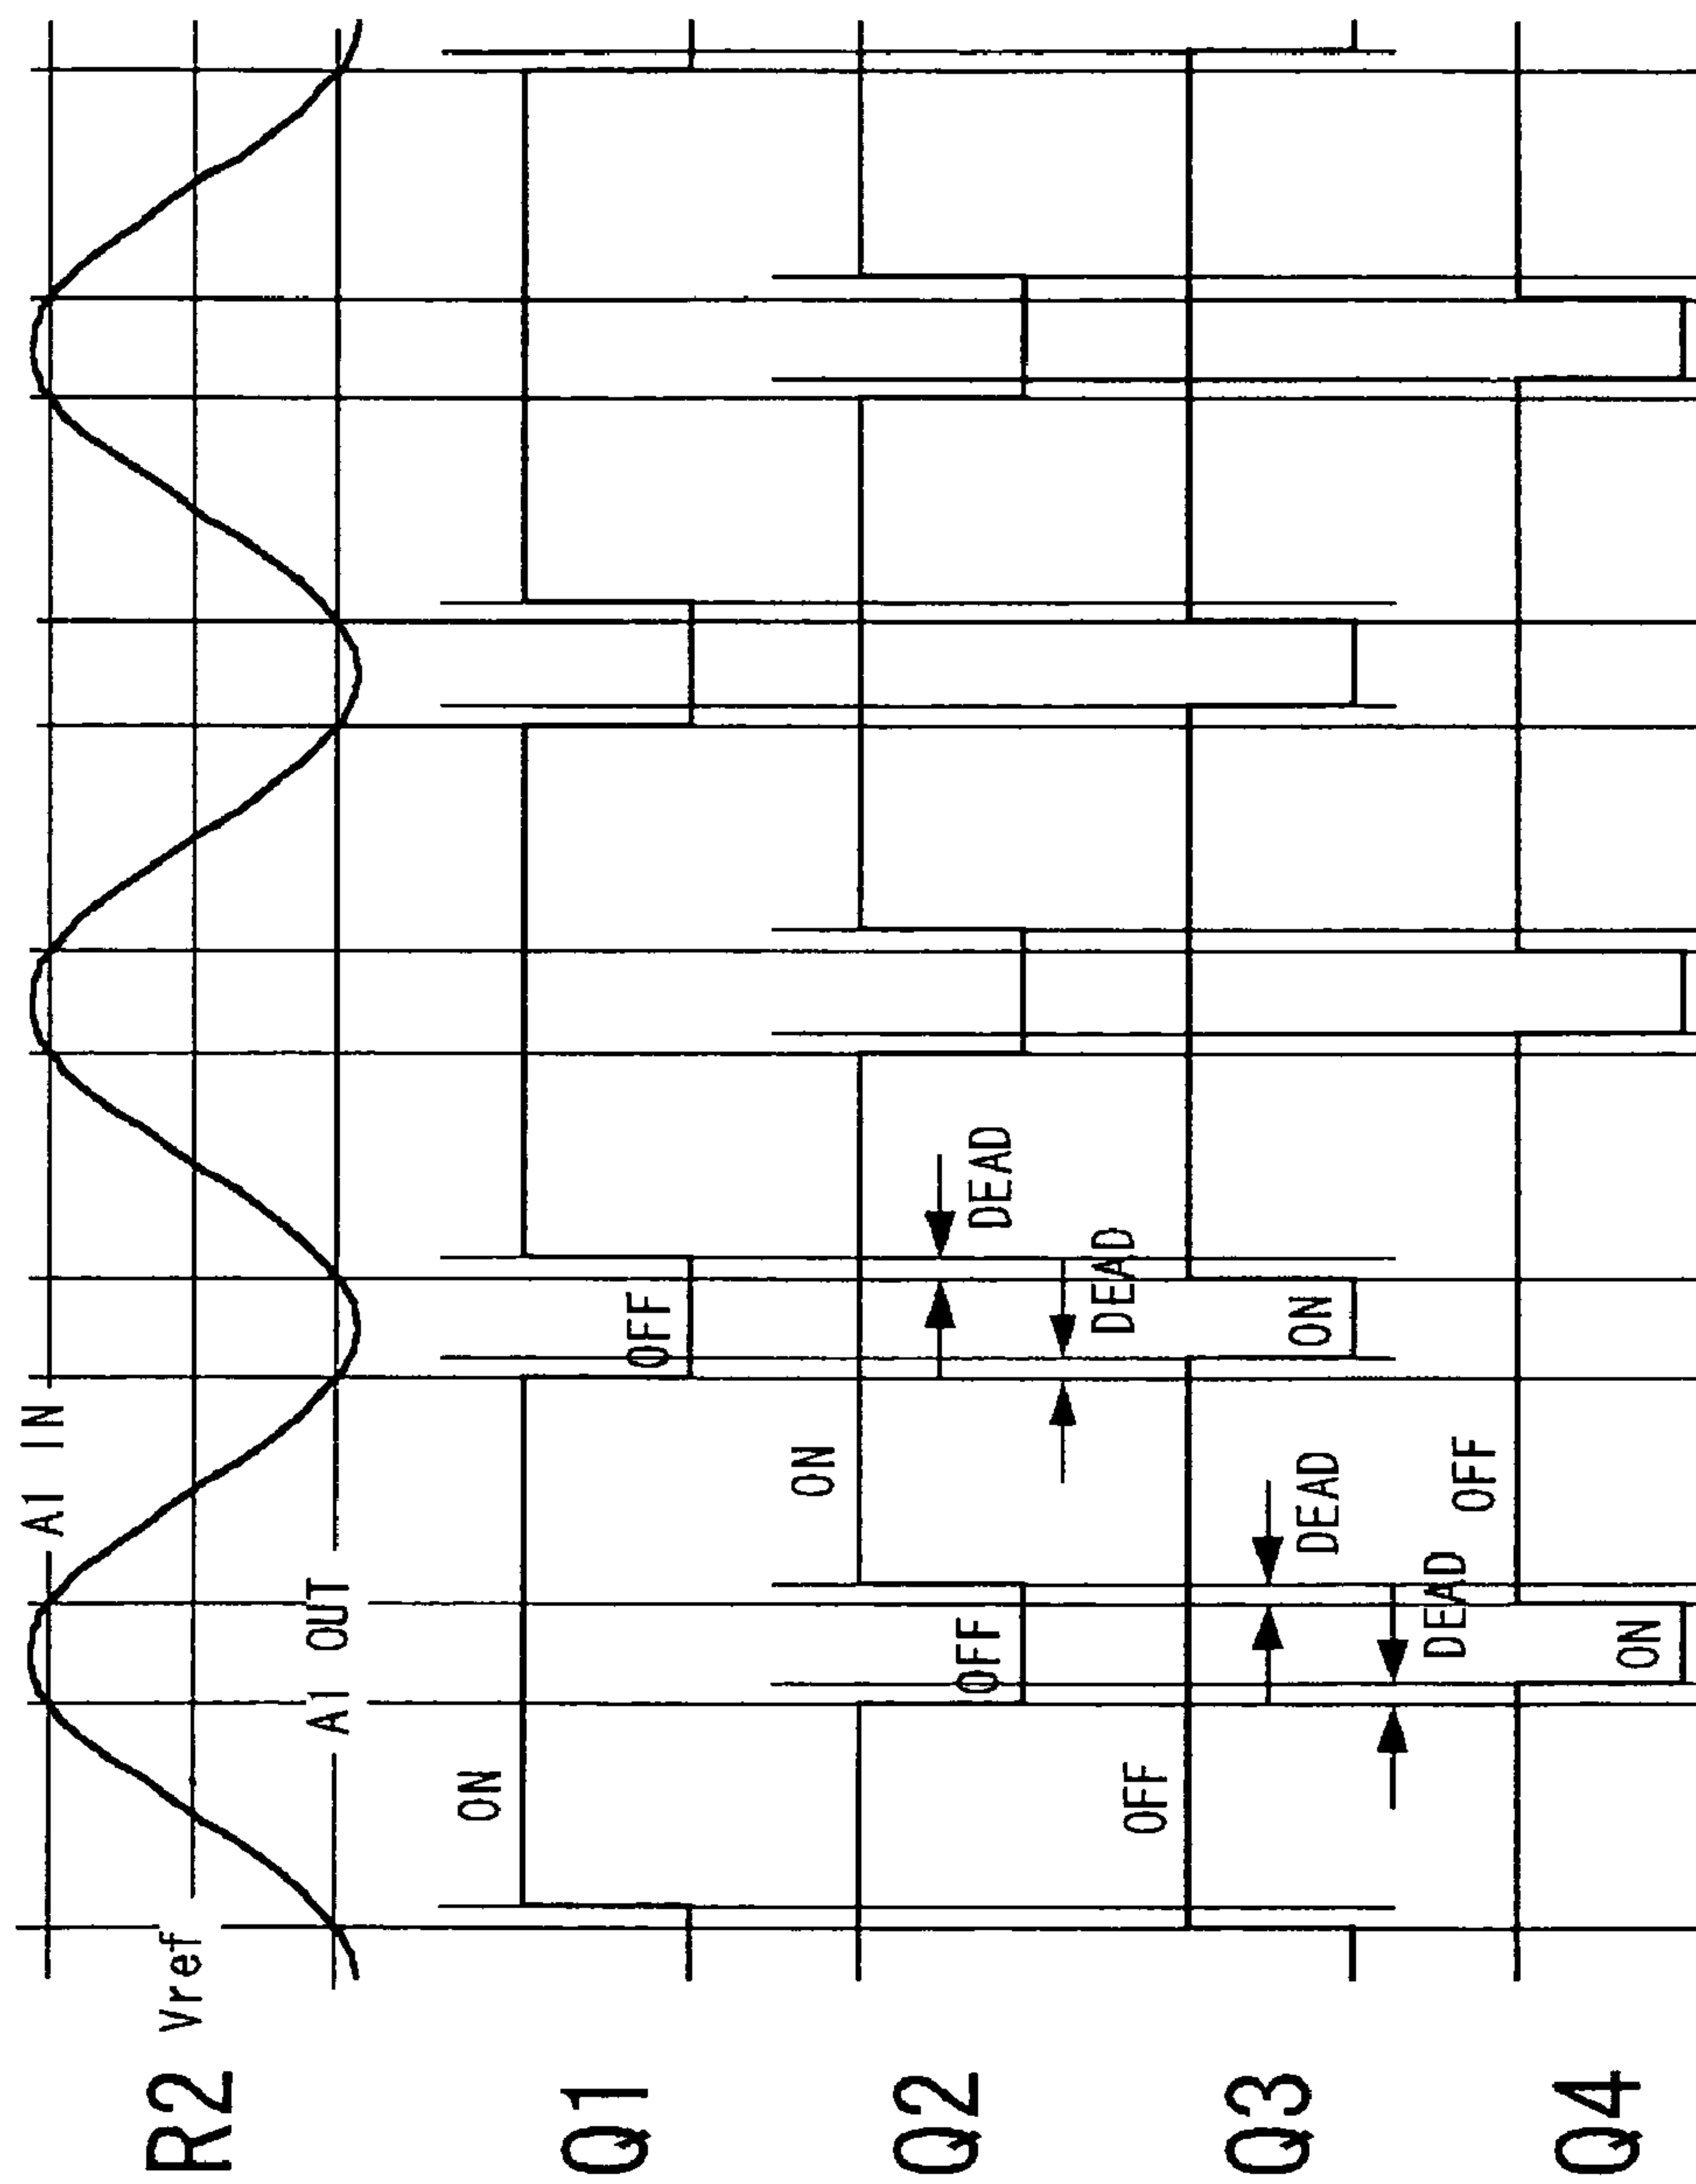 R2
Vref
A1 IN
A1 OUT
Q1
ON
OFF
Q2
OFF
ON
DEAD
DEAD
Q3
OFF
DEAD
ON
DEAD
Q4
ON
OFF